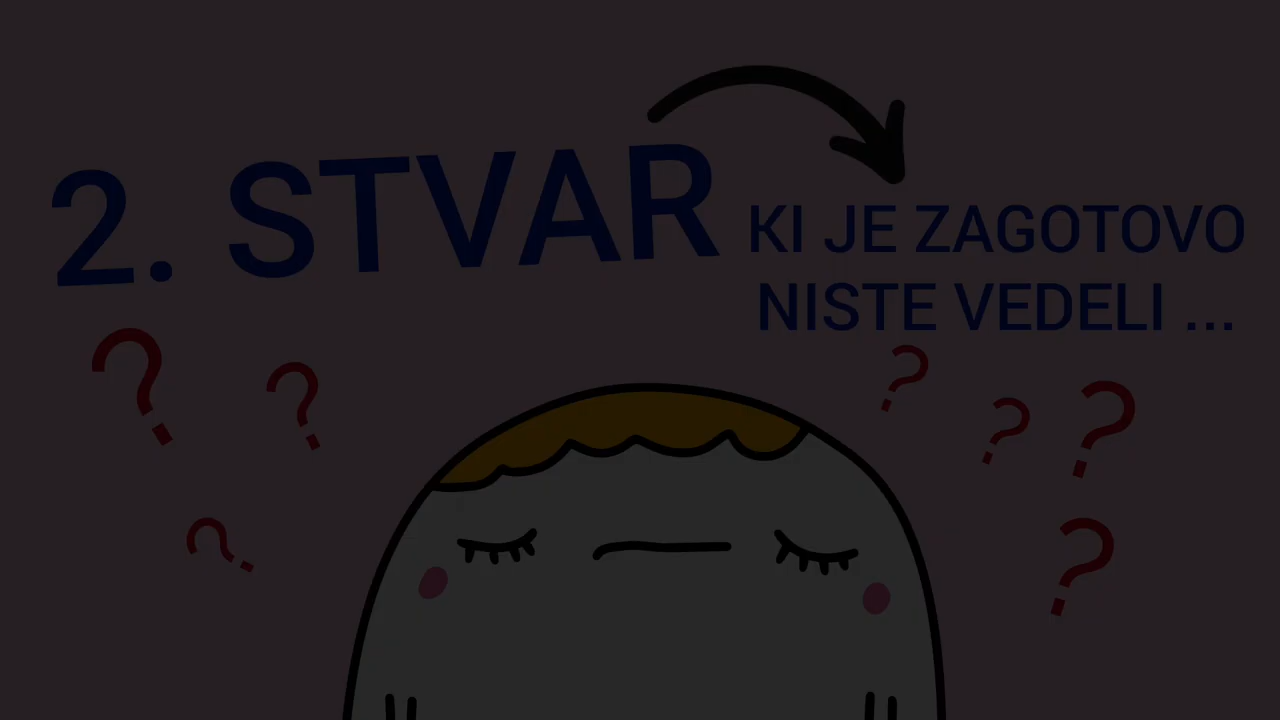 2. STVAR
KI JE ZAGOTOVO
NISTE VEDELI ...
? ? ? ? ? ? ?